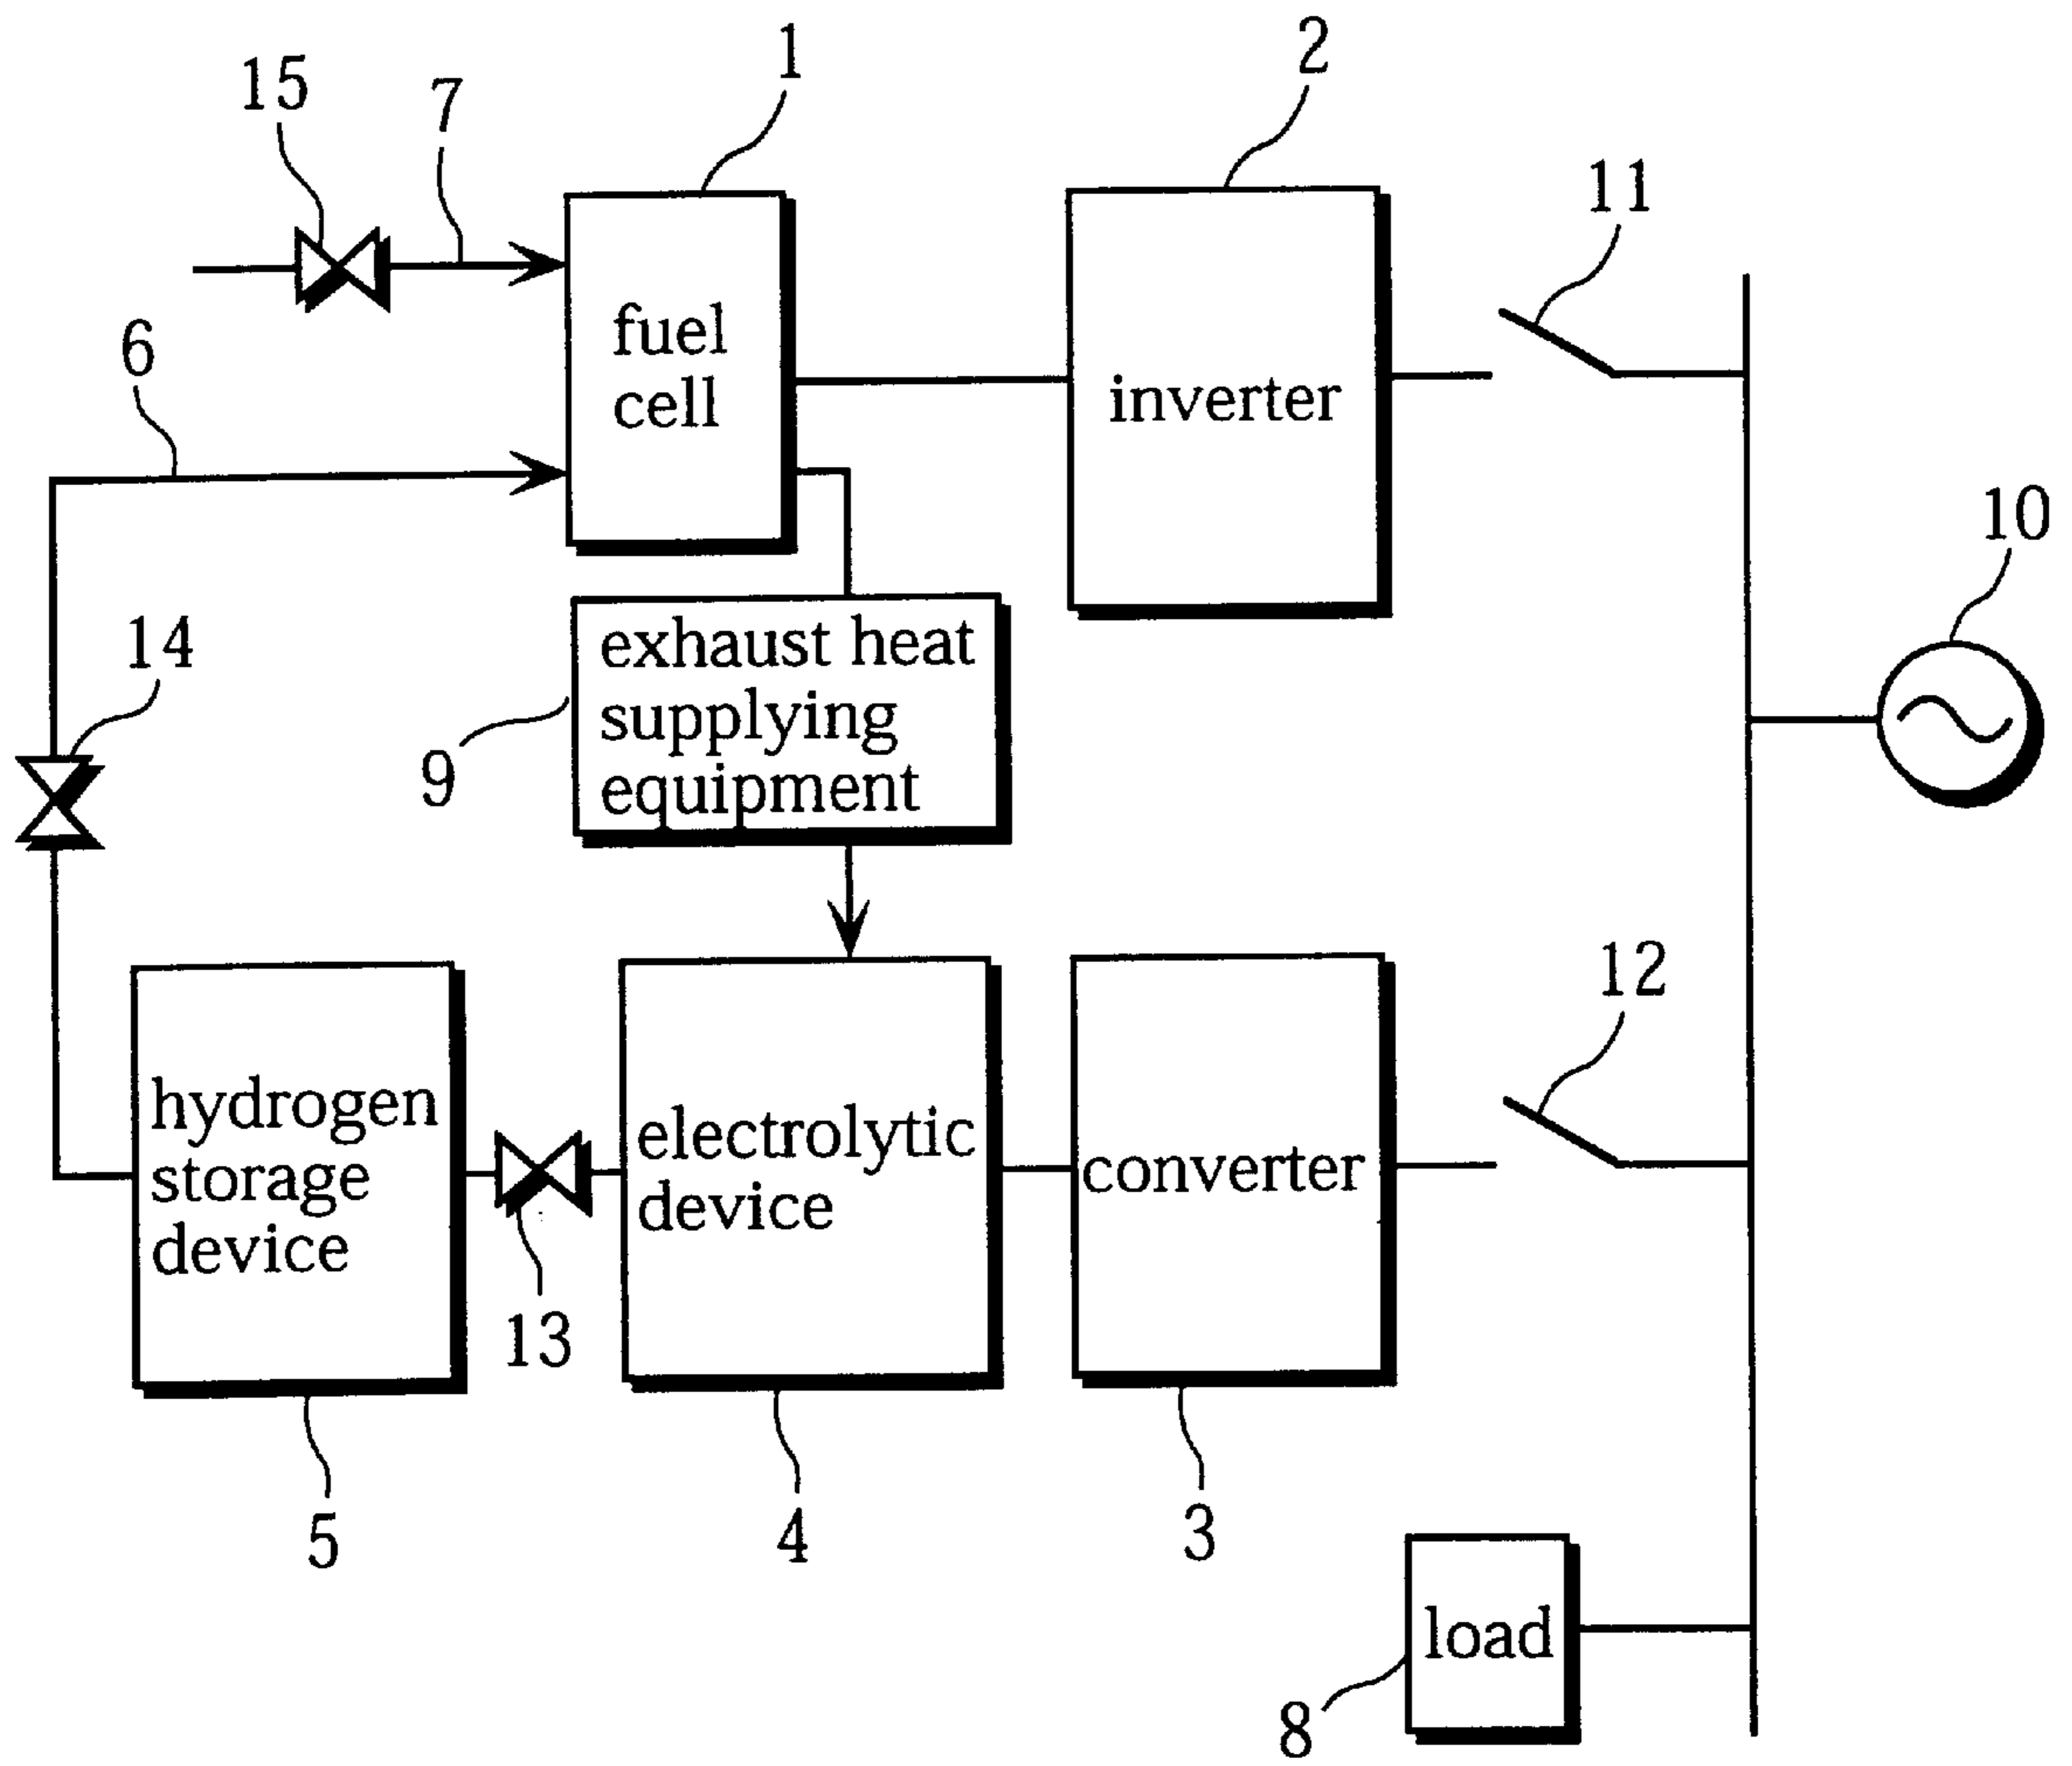 15
7
1
2
11
6
fuel
cell
inverter
10
14
9
exhaust heat
supplying
equipment
12
hydrogen
storage
device
13
electrolytic
device
converter
5
4
3
load
8